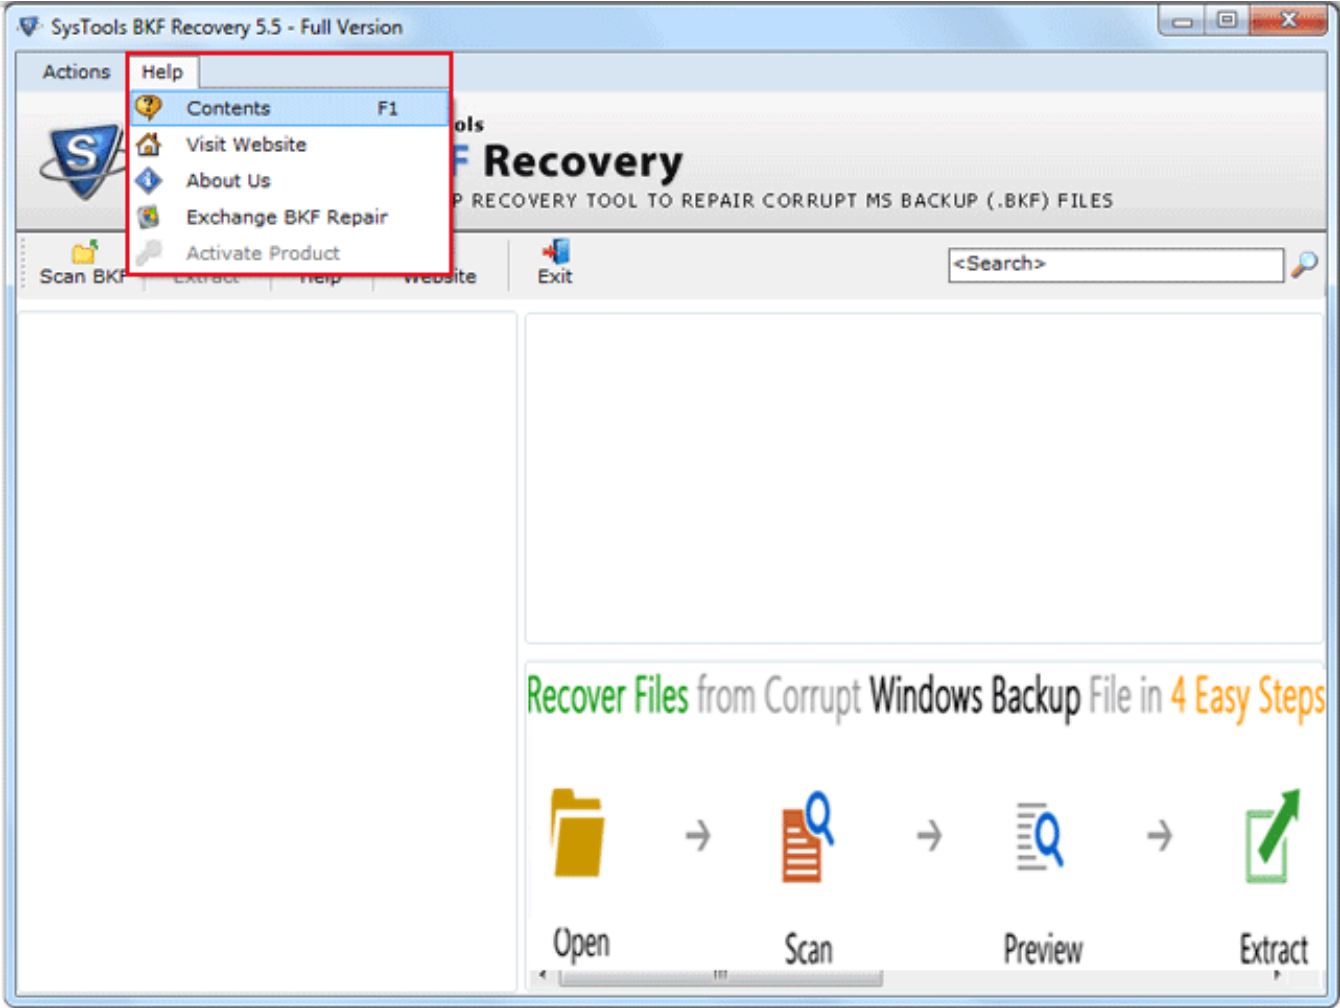 SysTools BKF Recovery 5.5 - Full Version
Actions Help
Contents F1
Visit Website
About Us
Exchange BKF Repair
Activate Product
ols
F Recovery
P RECOVERY TOOL TO REPAIR CORRUPT MS BACKUP (.BKF) FILES
Scan BKF Extract Help Website Exit <Search>
Recover Files from Corrupt Windows Backup File in 4 Easy Steps
Open Scan Preview Extract